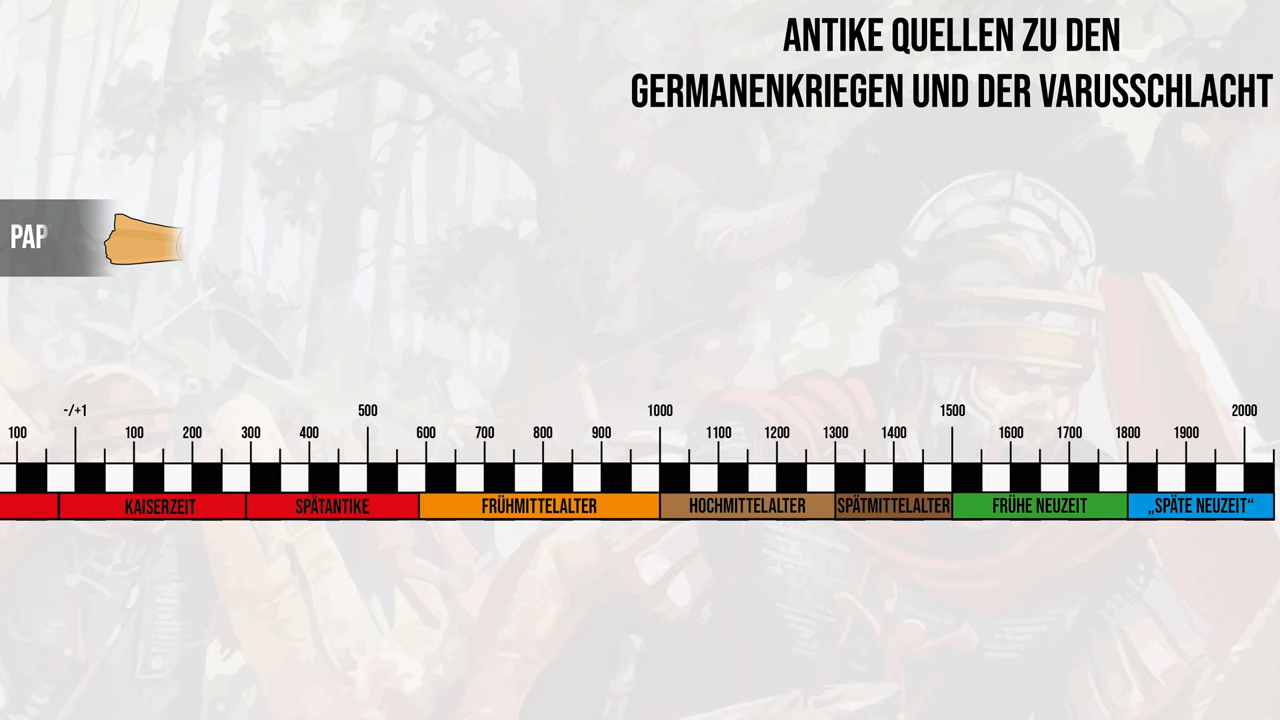 ANTIKE QUELLEN ZU DEN
GERMANENKRIEGEN UND DER VARUSSCHLACHT
PAP
-/+1 500 1000 1500 2000
100 100 200 300 400 600 700 800 900 1100 1200 1300 1400 1600 1700 1800 1900
KAISERZEIT SPÄTANTIKE FRÜHMITTELALTER HOCHMITTELALTER SPÄTMITTELALTER FRÜHE NEUZEIT „SPÄTE NEUZEIT“